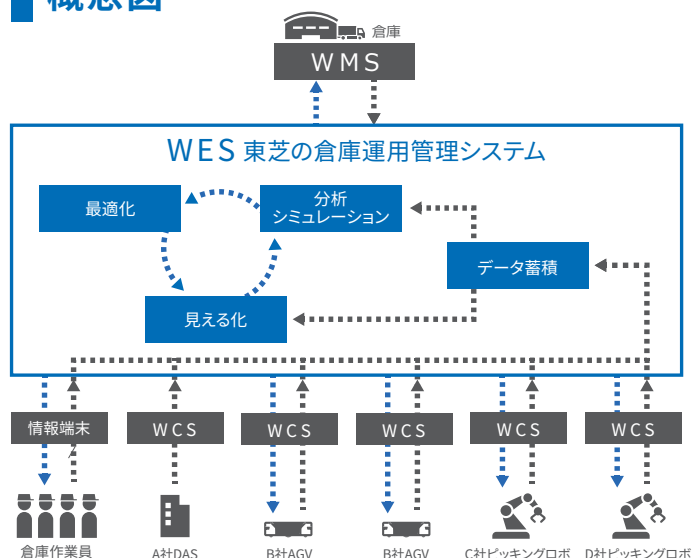 概念図
倉庫
WMS
WES 東芝の倉庫運用管理システム
最適化
分析
シミュレーション
データ蓄積
見える化
情報端末
WCS
WCS
WCS
WCS
WCS
倉庫作業員
A社DAS
B社AGV
B社AGV
C社ピッキングロボ
D社ピッキングロボ